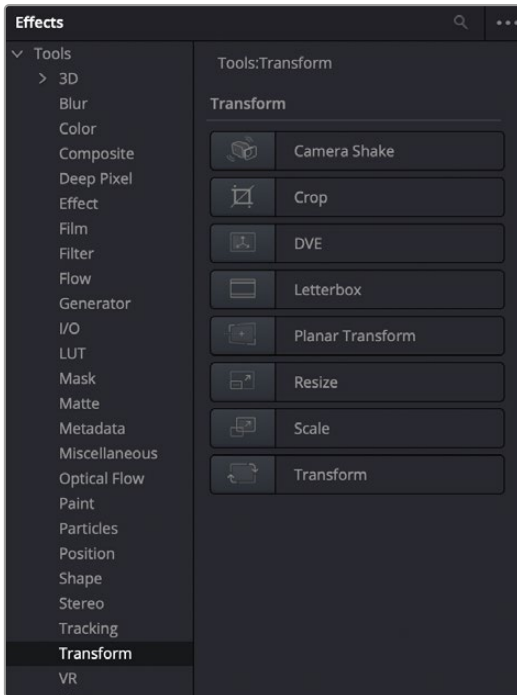 Effects
Tools
3D
Blur
Color
Composite
Deep Pixel
Effect
Film
Filter
Flow
Generator
I/O
LUT
Mask
Matte
Metadata
Miscellaneous
Optical Flow
Paint
Particles
Position
Shape
Stereo
Tracking
Transform
VR
Tools:Transform
Transform
Camera Shake
Crop
DVE
Letterbox
Planar Transform
Resize
Scale
Transform